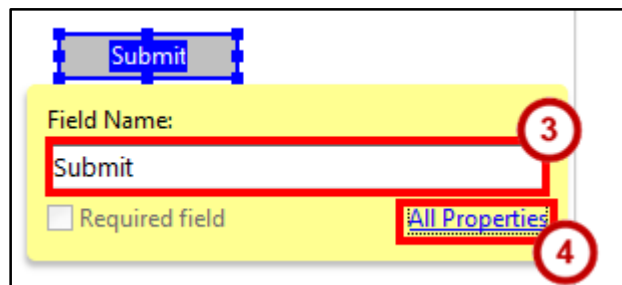 Submit
Field Name:
3
Submit
Required field
All Properties
4